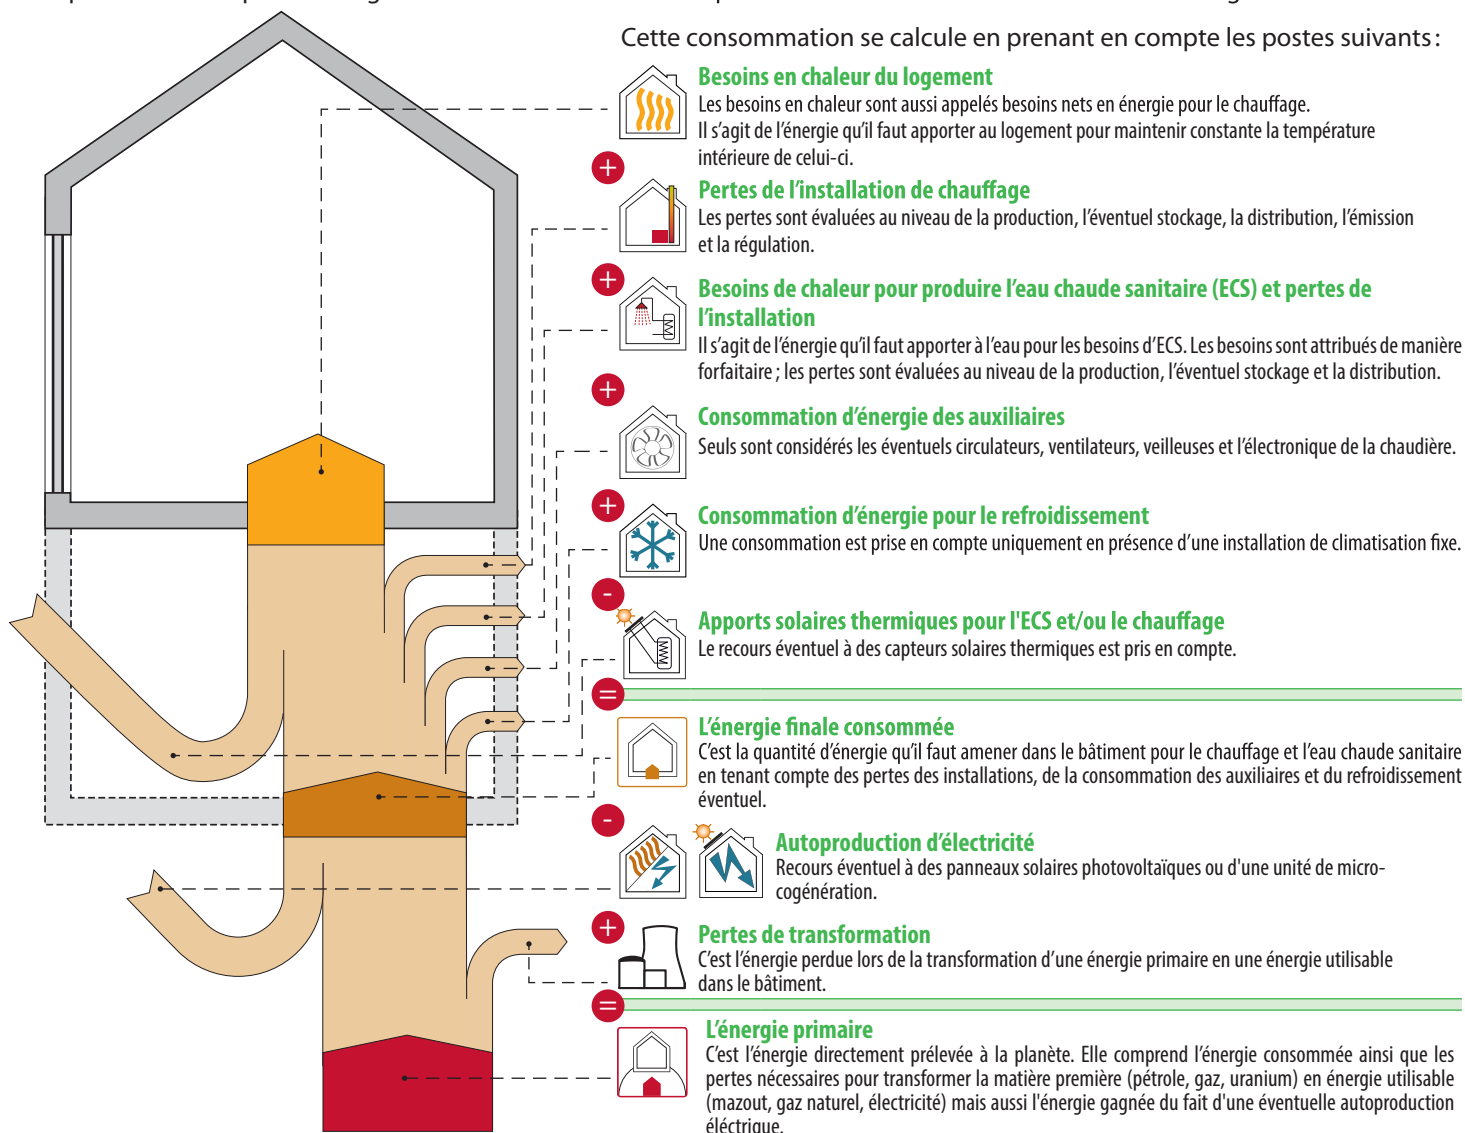 Cette consommation se calcule en prenant en compte les postes suivants :
Besoins en chaleur du logement
Les besoins en chaleur sont aussi appelés besoins nets en énergie pour le chauffage.
Il s’agit de l’énergie qu’il faut apporter au logement pour maintenir constante la température
intérieure de celui-ci.
+
Pertes de l’installation de chauffage
Les pertes sont évaluées au niveau de la production, l’éventuel stockage, la distribution, l’émission
et la régulation.
+
Besoins de chaleur pour produire l’eau chaude sanitaire (ECS) et pertes de
l’installation
Il s’agit de l’énergie qu’il faut apporter à l’eau pour les besoins d’ECS. Les besoins sont attribués de manière
forfaitaire ; les pertes sont évaluées au niveau de la production, l’éventuel stockage et la distribution.
+
Consommation d’énergie des auxiliaires
Seuls sont considérés les éventuels circulateurs, ventilateurs, veilleuses et l’électronique de la chaudière.
+
Consommation d’énergie pour le refroidissement
Une consommation est prise en compte uniquement en présence d’une installation de climatisation fixe.
-
Apports solaires thermiques pour l'ECS et/ou le chauffage
Le recours éventuel à des capteurs solaires thermiques est pris en compte.
=
L’énergie finale consommée
C’est la quantité d’énergie qu’il faut amener dans le bâtiment pour le chauffage et l’eau chaude sanitaire
en tenant compte des pertes des installations, de la consommation des auxiliaires et du refroidissement
éventuel.
-
Autoproduction d’électricité
Recours éventuel à des panneaux solaires photovoltaïques ou d'une unité de micro-
cogénération.
+
Pertes de transformation
C’est l’énergie perdue lors de la transformation d’une énergie primaire en une énergie utilisable
dans le bâtiment.
=
L’énergie primaire
C’est l’énergie directement prélevée à la planète. Elle comprend l’énergie consommée ainsi que les
pertes nécessaires pour transformer la matière première (pétrole, gaz, uranium) en énergie utilisable
(mazout, gaz naturel, électricité) mais aussi l'énergie gagnée du fait d'une éventuelle autoproduction
éléctrique.